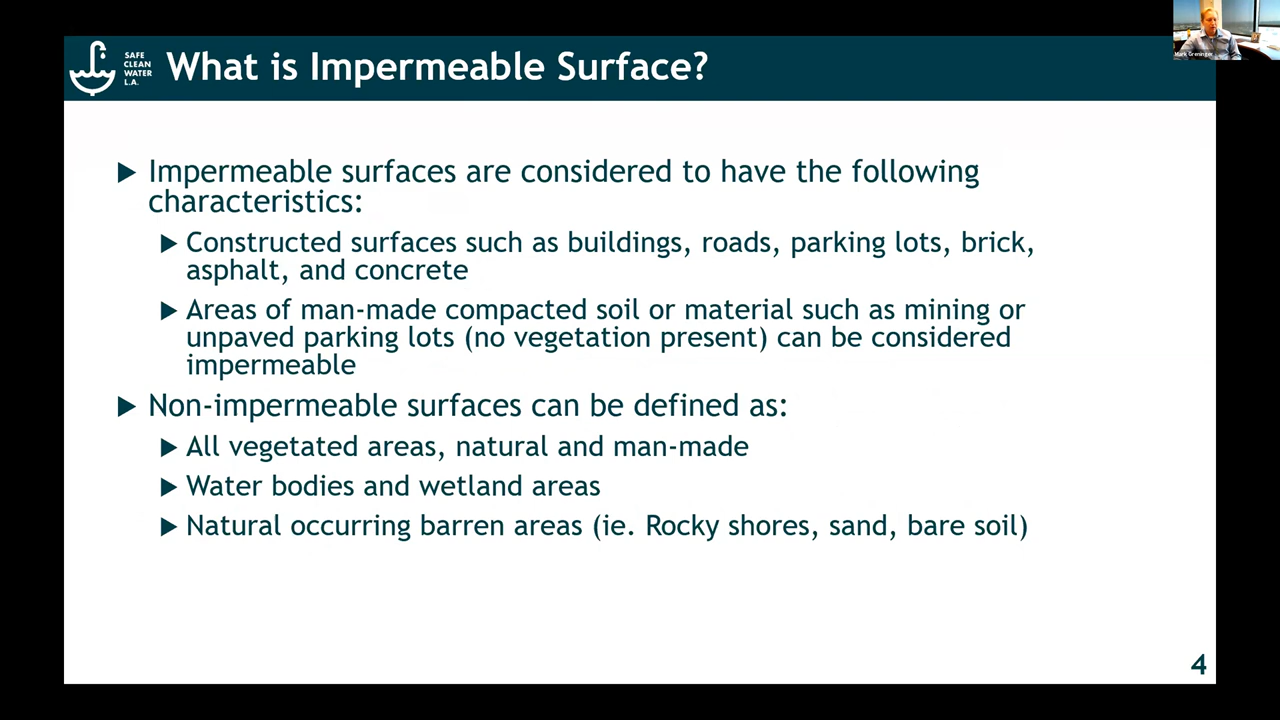 SAFE
CLEAN
WATER
L.A.
What is Impermeable Surface?
Mark Greninger
▶ Impermeable surfaces are considered to have the following
characteristics:
▶ Constructed surfaces such as buildings, roads, parking lots, brick,
asphalt, and concrete
▶ Areas of man-made compacted soil or material such as mining or
unpaved parking lots (no vegetation present) can be considered
impermeable
▶ Non-impermeable surfaces can be defined as:
▶ All vegetated areas, natural and man-made
▶ Water bodies and wetland areas
▶ Natural occurring barren areas (ie. Rocky shores, sand, bare soil)
4